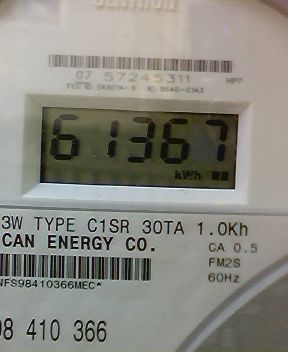 CENTRON
07 57245311
61367
kWh
3W TYPE C1SR 30TA 1.0Kh
CAN ENERGY CO.
CA 0.5
FM2S
60Hz
NFS98410366MEC*
98 410 366